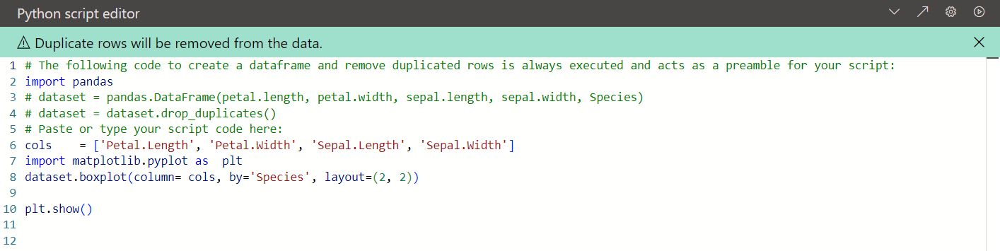 Python script editor
Duplicate rows will be removed from the data.
1 # The following code to create a dataframe and remove duplicated rows is always executed and acts as a preamble for your script:
2 import pandas
3 # dataset = pandas.DataFrame(petal.length, petal.width, sepal.length, sepal.width, Species)
4 # dataset = dataset.drop_duplicates()
5 # Paste or type your script code here:
6 cols    = ['Petal.Length', 'Petal.Width', 'Sepal.Length', 'Sepal.Width']
7 import matplotlib.pyplot as  plt
8 dataset.boxplot(column= cols, by='Species', layout=(2, 2))
9
10 plt.show()
11
12